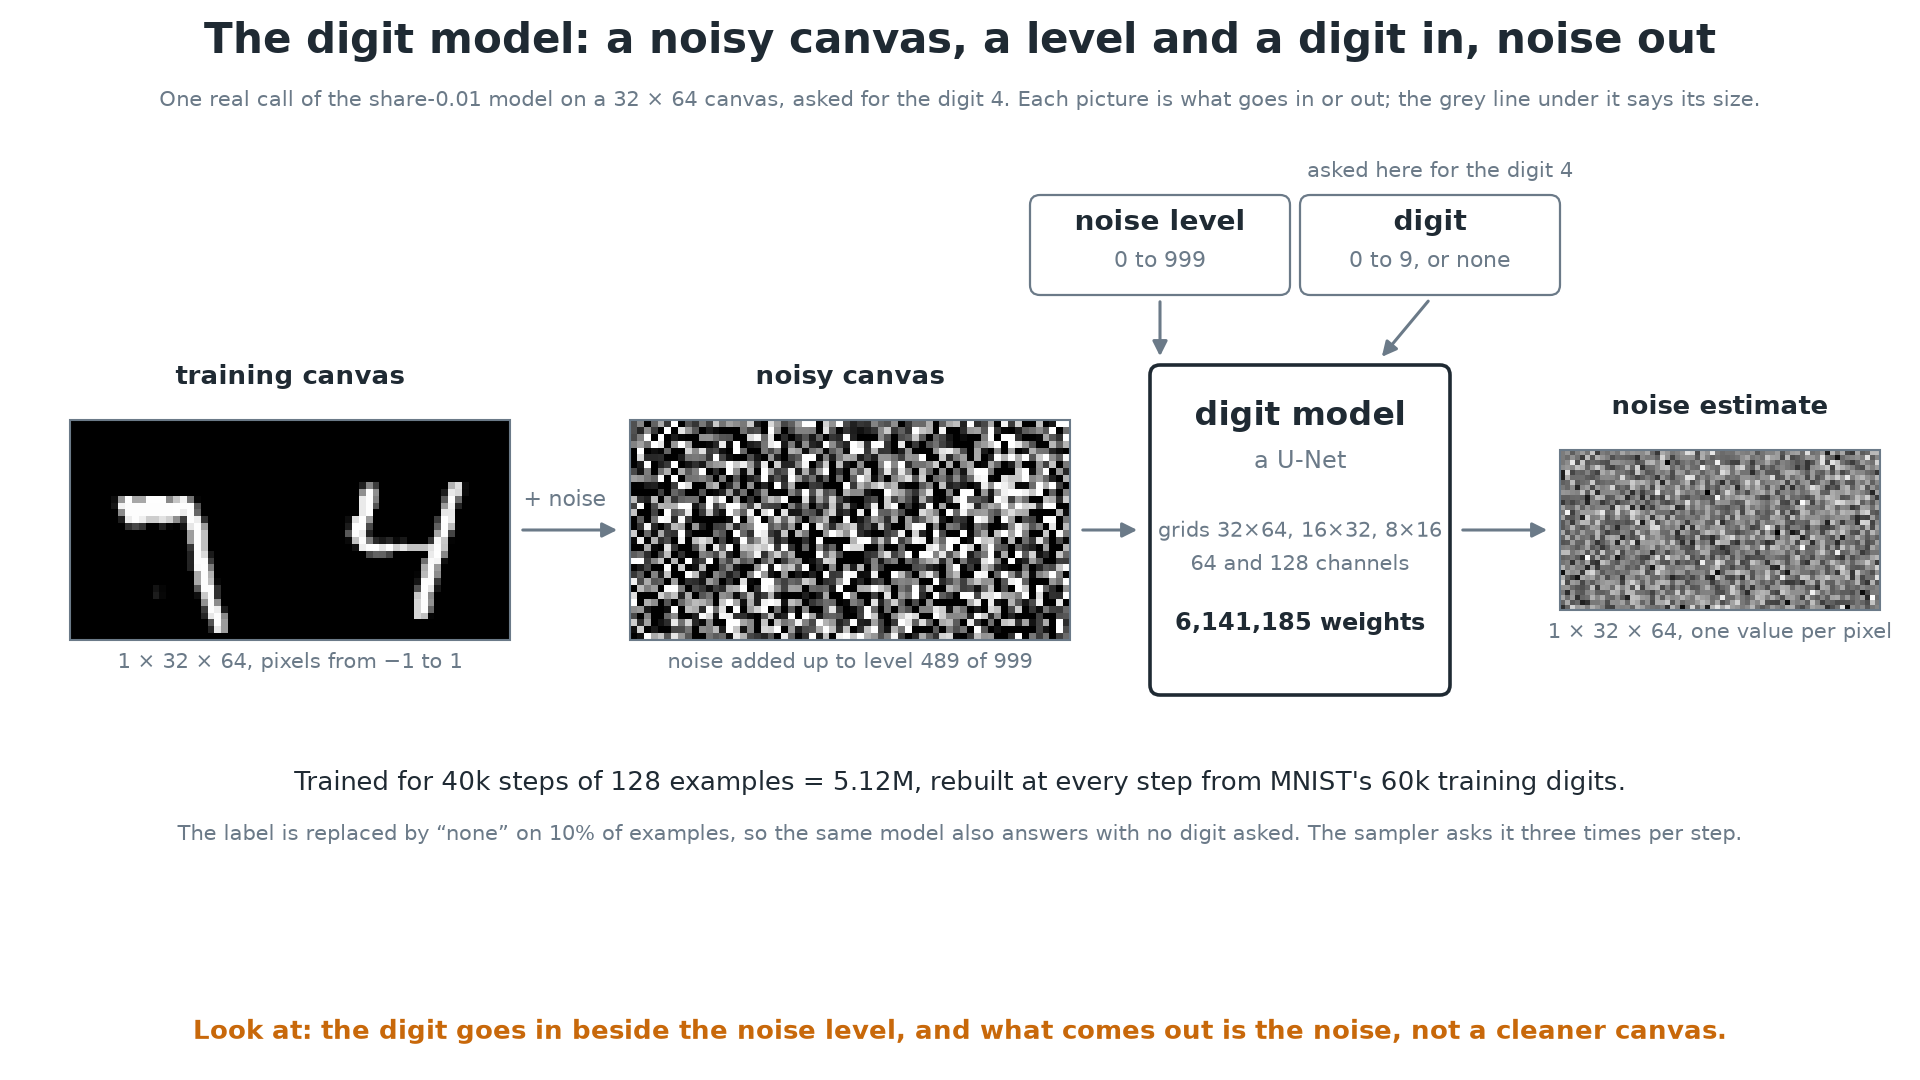 The digit model: a noisy canvas, a level and a digit in, noise out
One real call of the share-0.01 model on a 32 × 64 canvas, asked for the digit 4. Each picture is what goes in or out; the grey line under it says its size.
asked here for the digit 4
noise level
0 to 999
digit
0 to 9, or none
training canvas
1 × 32 × 64, pixels from −1 to 1
+ noise
noisy canvas
noise added up to level 489 of 999
digit model
a U-Net
grids 32×64, 16×32, 8×16
64 and 128 channels
6,141,185 weights
noise estimate
1 × 32 × 64, one value per pixel
Trained for 40k steps of 128 examples = 5.12M, rebuilt at every step from MNIST's 60k training digits.
The label is replaced by “none” on 10% of examples, so the same model also answers with no digit asked. The sampler asks it three times per step.
Look at: the digit goes in beside the noise level, and what comes out is the noise, not a cleaner canvas.